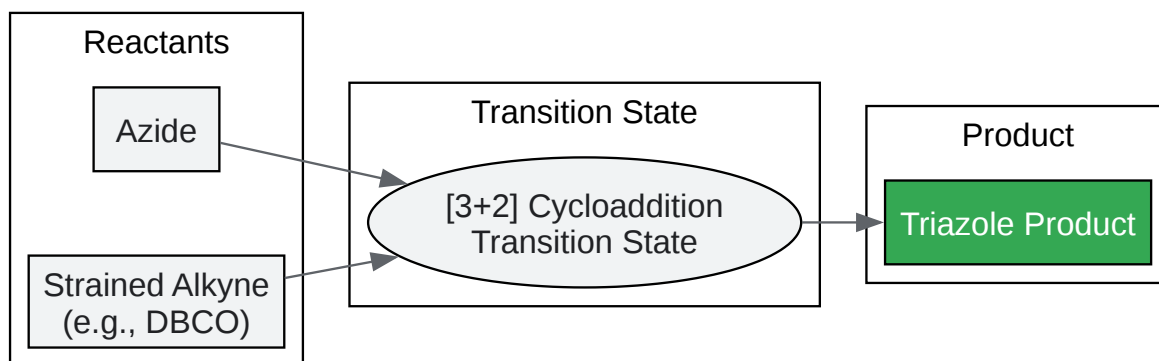 Reactants
Azide
Strained Alkyne
(e.g., DBCO)
Transition State
[3+2] Cycloaddition
Transition State
Product
Triazole Product